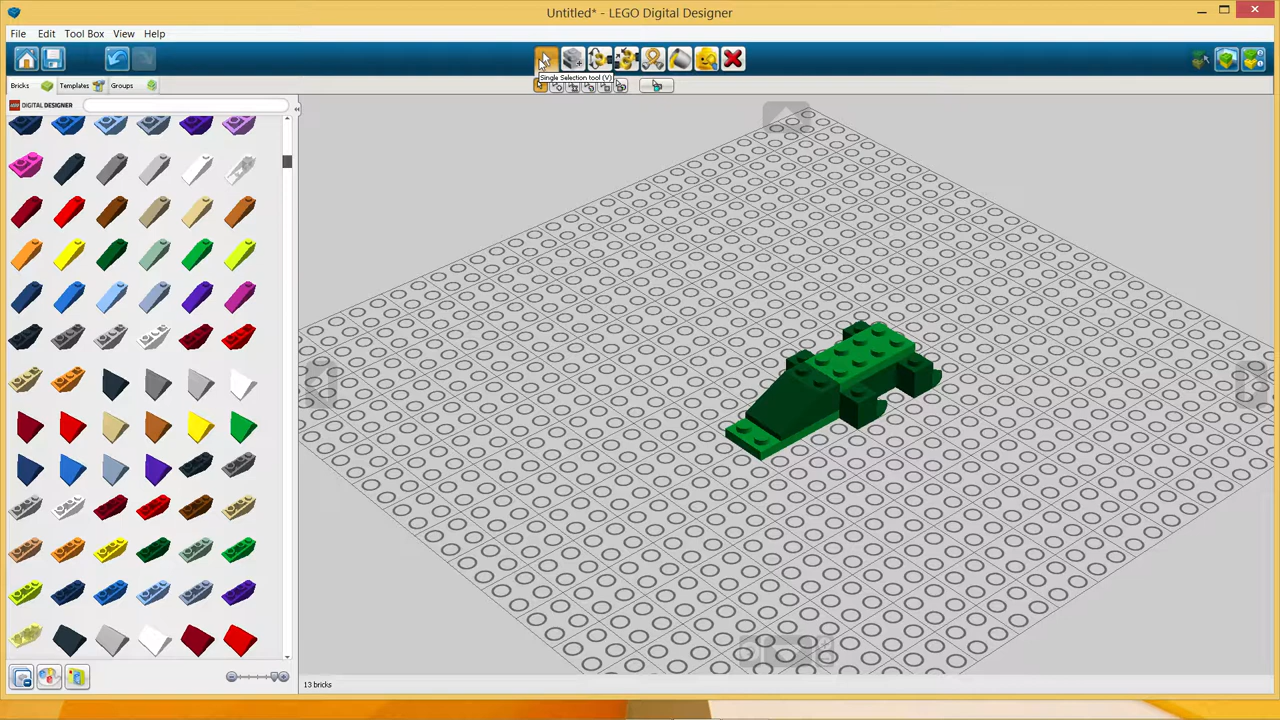 Untitled* - LEGO Digital Designer
File Edit Tool Box View Help
Single Selection tool (V)
Bricks Templates Groups
LEGO DIGITAL DESIGNER
13 bricks